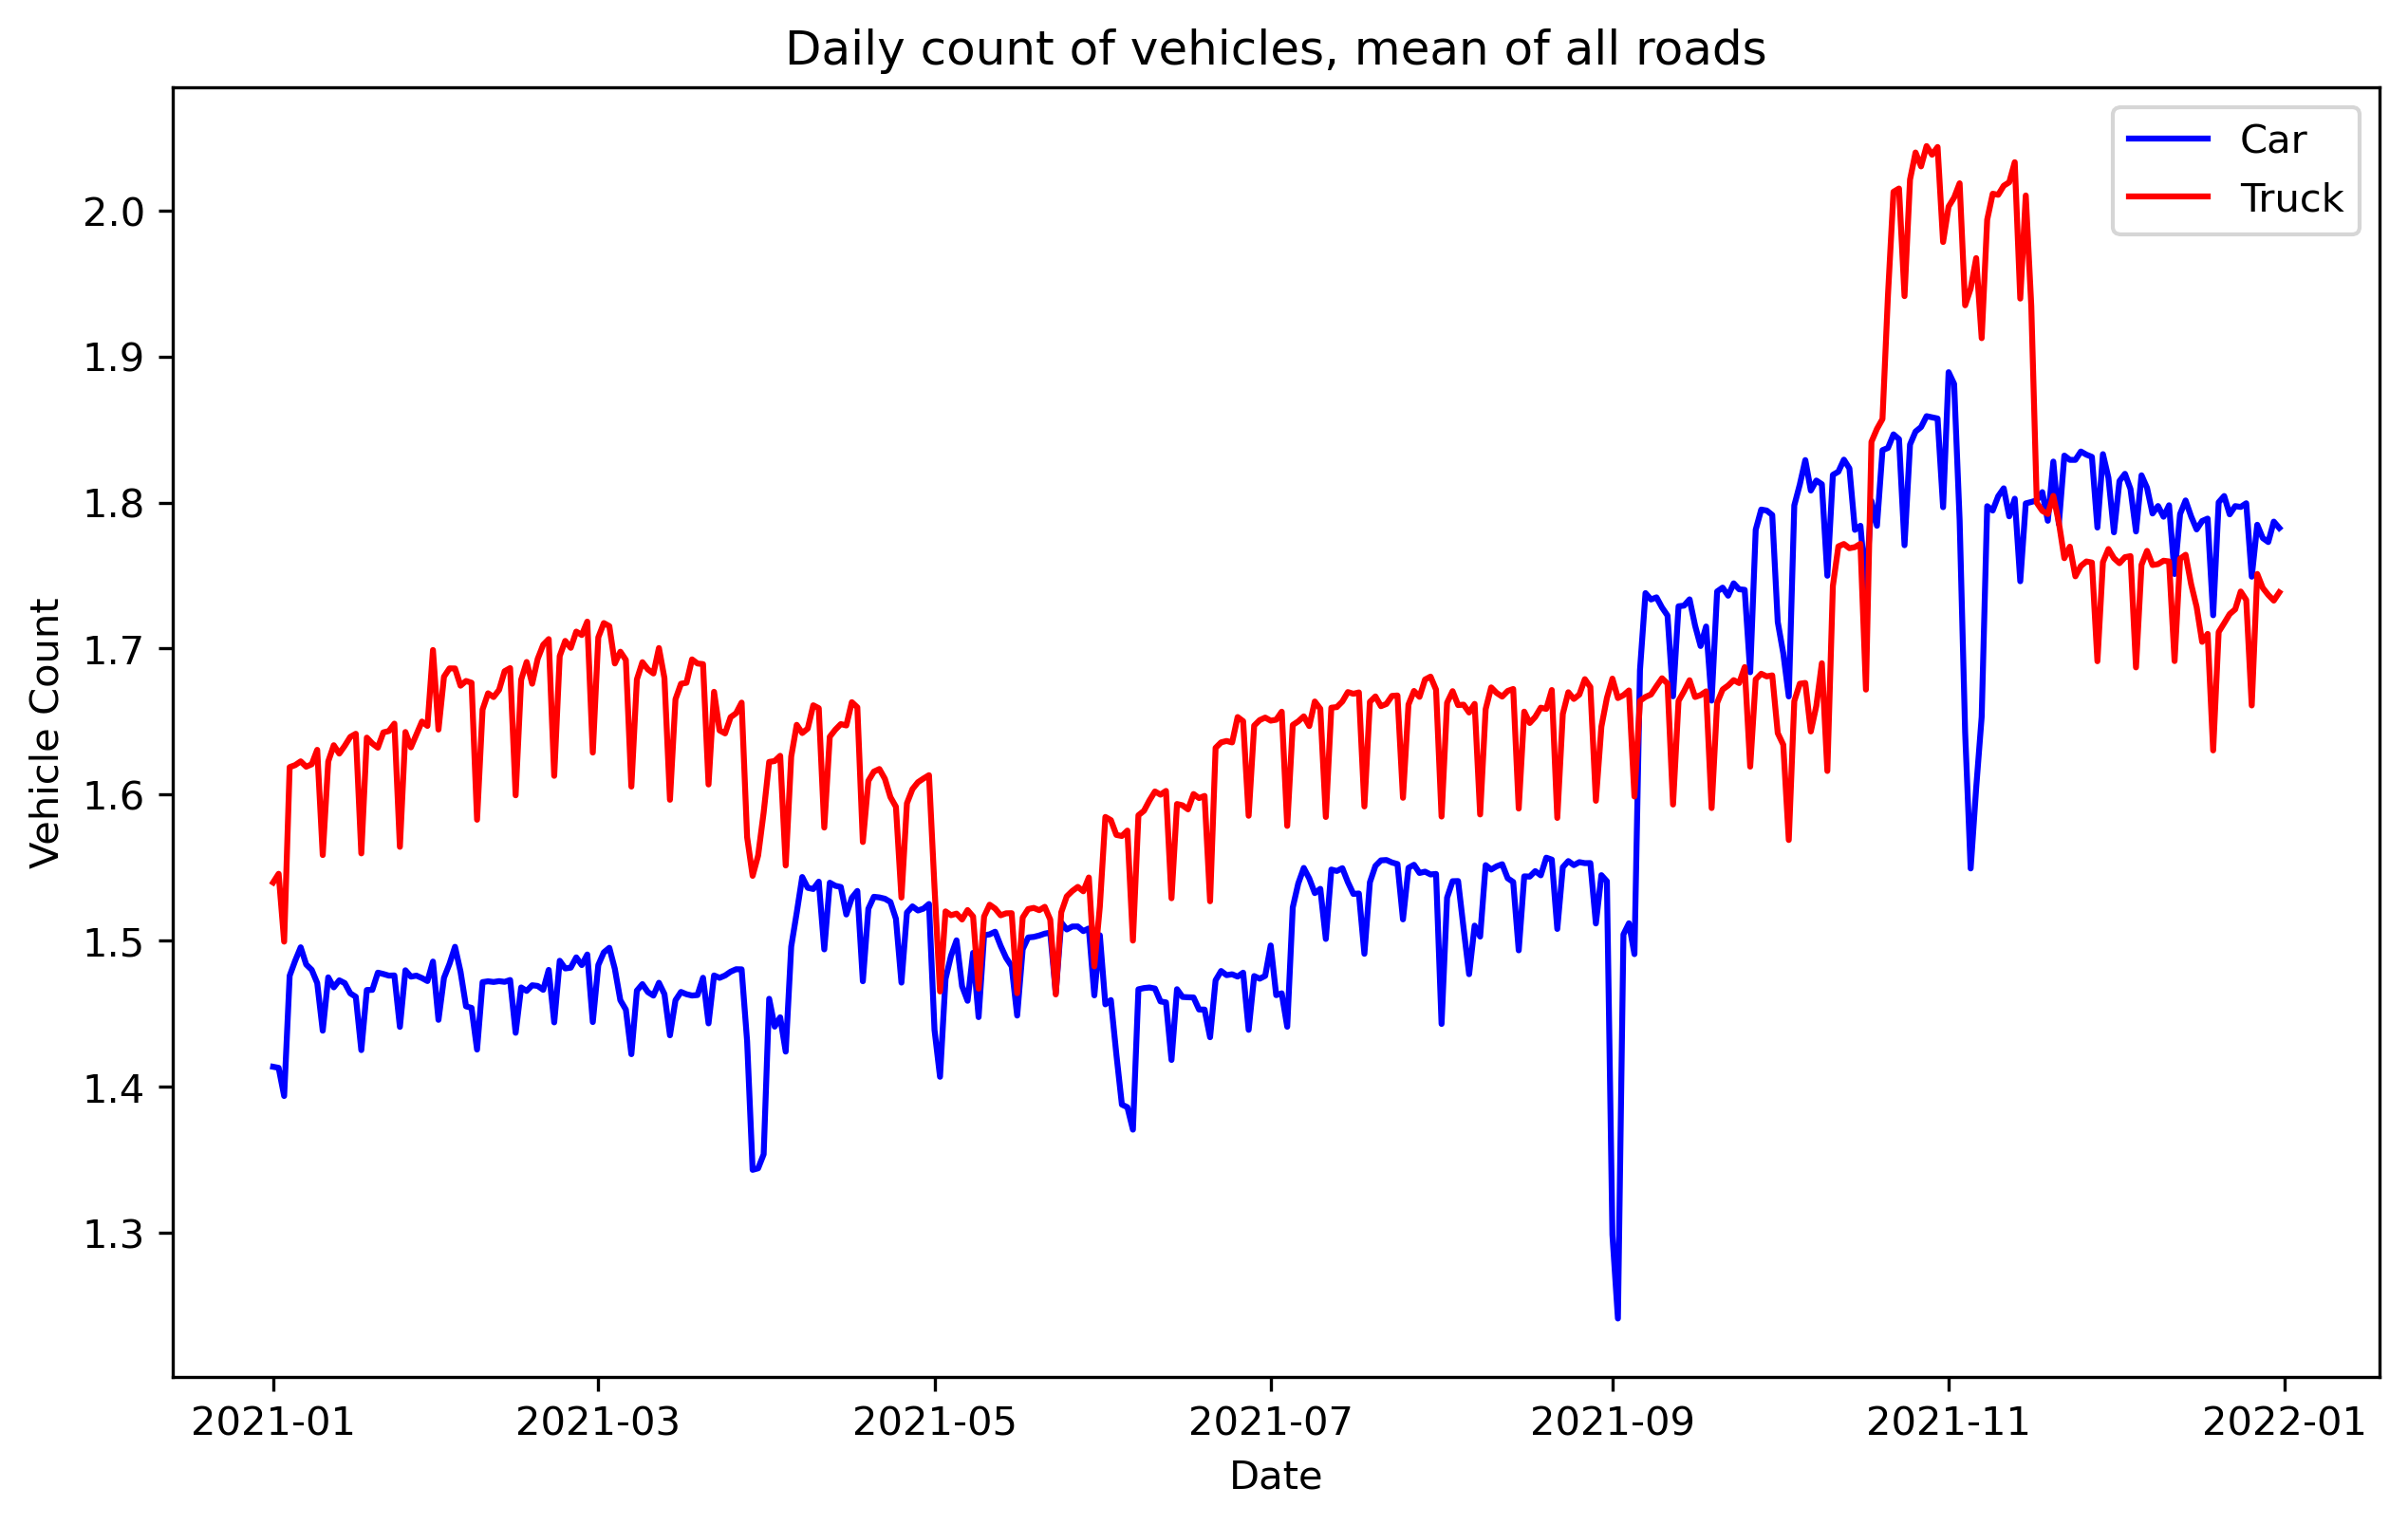 Daily count of vehicles, mean of all roads
Car
Truck
Vehicle Count
2.0
1.9
1.8
1.7
1.6
1.5
1.4
1.3
2021-01 2021-03 2021-05 2021-07 2021-09 2021-11 2022-01
Date